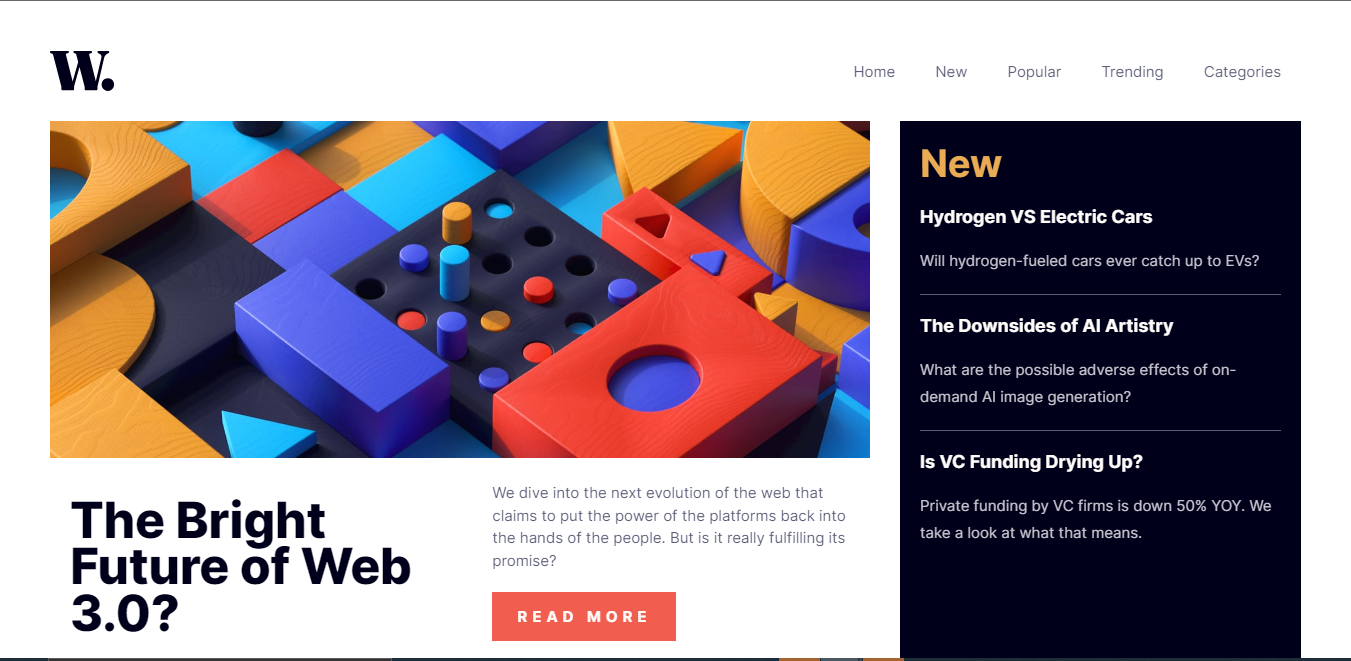 W.
Home New Popular Trending Categories
The Bright
Future of Web
3.0?
We dive into the next evolution of the web that
claims to put the power of the platforms back into
the hands of the people. But is it really fulfilling its
promise?
READ MORE
New
Hydrogen VS Electric Cars
Will hydrogen-fueled cars ever catch up to EVs?
The Downsides of AI Artistry
What are the possible adverse effects of on-
demand AI image generation?
Is VC Funding Drying Up?
Private funding by VC firms is down 50% YOY. We
take a look at what that means.